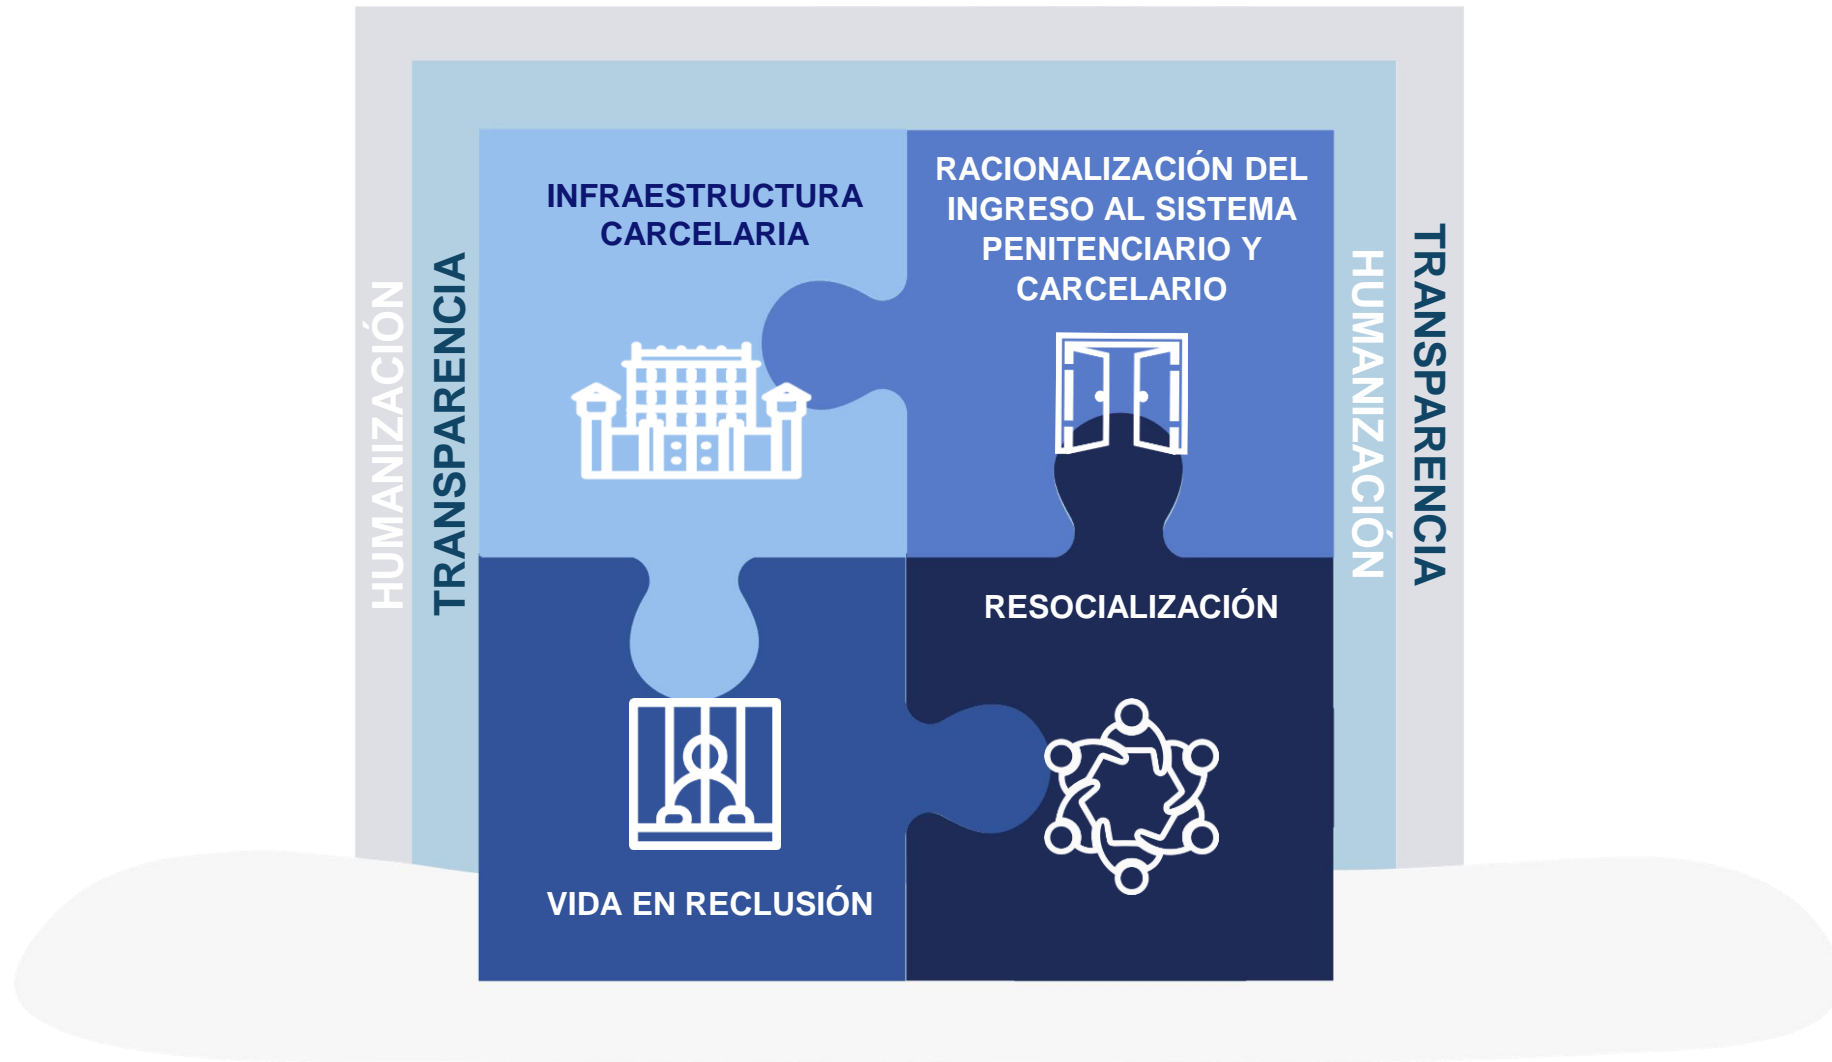 HUMANIZACIÓN
TRANSPARENCIA
INFRAESTRUCTURA
CARCELARIA
RACIONALIZACIÓN DEL
INGRESO AL SISTEMA
PENITENCIARIO Y
CARCELARIO
VIDA EN RECLUSIÓN
RESOCIALIZACIÓN
HUMANIZACIÓN
TRANSPARENCIA